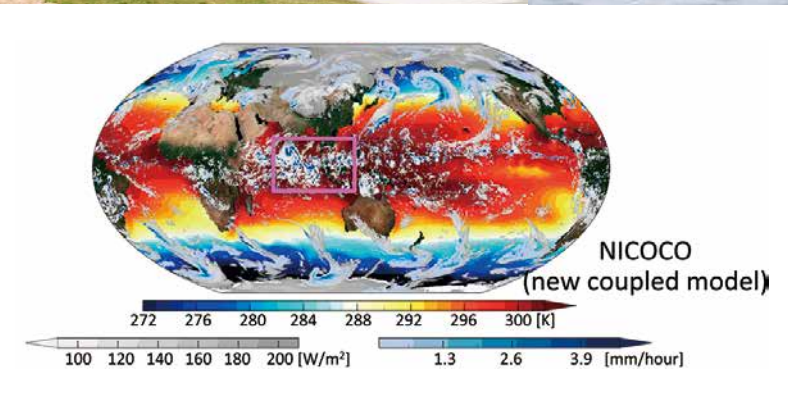 NICOCO
(new coupled model)
272 276 280 284 288 292 296 300 [K]
100 120 140 160 180 200 [W/m²]
1.3 2.6 3.9 [mm/hour]